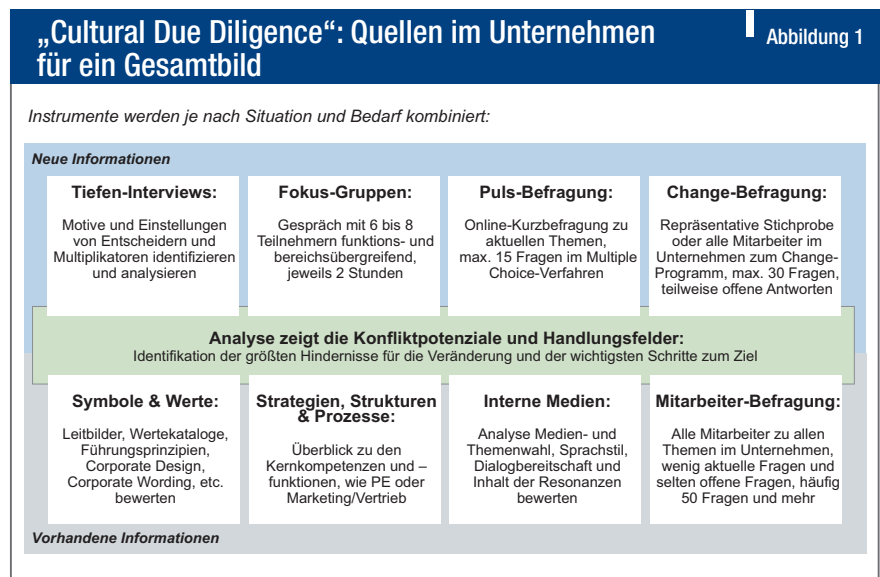 „Cultural Due Diligence“: Quellen im Unternehmen
für ein Gesamtbild
Abbildung 1
Instrumente werden je nach Situation und Bedarf kombiniert:
Neue Informationen
Tiefen-Interviews:
Motive und Einstellungen
von Entscheidern und
Multiplikatoren identifizieren
und analysieren
Fokus-Gruppen:
Gespräch mit 6 bis 8
Teilnehmern funktions- und
bereichsübergreifend,
jeweils 2 Stunden
Puls-Befragung:
Online-Kurzbefragung zu
aktuellen Themen,
max. 15 Fragen im Multiple
Choice-Verfahren
Change-Befragung:
Repräsentative Stichprobe
oder alle Mitarbeiter im
Unternehmen zum Change-
Programm, max. 30 Fragen,
teilweise offene Antworten
Analyse zeigt die Konfliktpotenziale und Handlungsfelder:
Identifikation der größten Hindernisse für die Veränderung und der wichtigsten Schritte zum Ziel
Symbole & Werte:
Leitbilder, Wertekataloge,
Führungsprinzipien,
Corporate Design,
Corporate Wording, etc.
bewerten
Strategien, Strukturen
& Prozesse:
Überblick zu den
Kernkompetenzen und –
funktionen, wie PE oder
Marketing/Vertrieb
Interne Medien:
Analyse Medien- und
Themenwahl, Sprachstil,
Dialogbereitschaft und
Inhalt der Resonanzen
bewerten
Mitarbeiter-Befragung:
Alle Mitarbeiter zu allen
Themen im Unternehmen,
wenig aktuelle Fragen und
selten offene Fragen, häufig
50 Fragen und mehr
Vorhandene Informationen